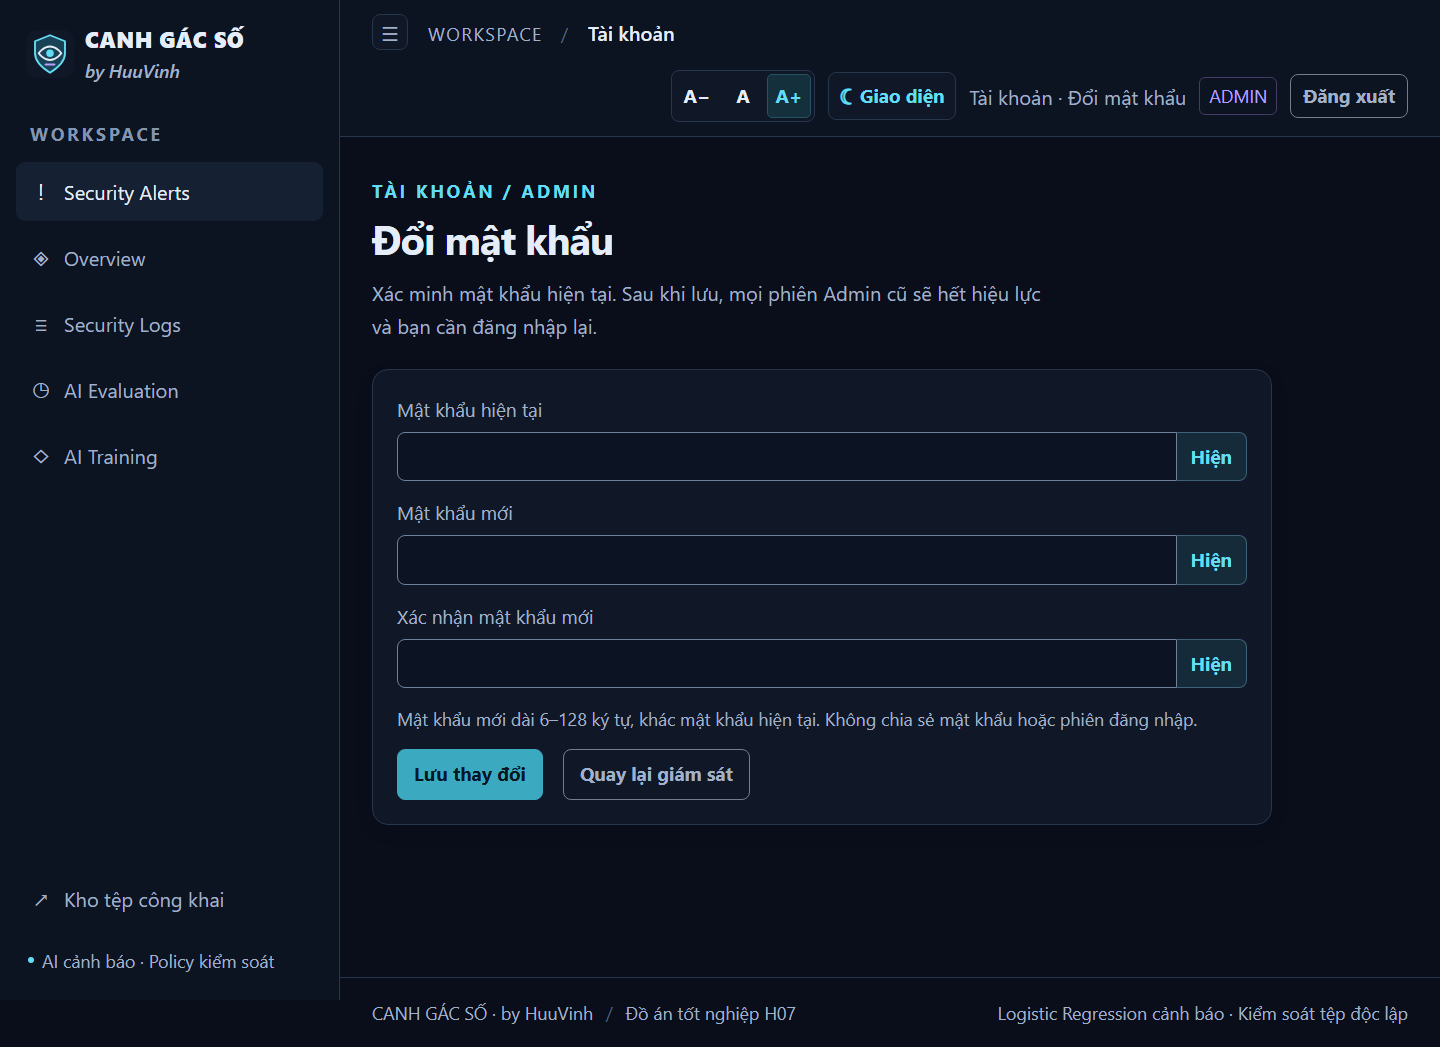 CANH GÁC SỐ
by HuuVinh
WORKSPACE
! Security Alerts
Overview
Security Logs
AI Evaluation
AI Training
Kho tệp công khai
AI cảnh báo · Policy kiểm soát
WORKSPACE / Tài khoản
A− A A+ Giao diện Tài khoản · Đổi mật khẩu ADMIN Đăng xuất
TÀI KHOẢN / ADMIN
Đổi mật khẩu
Xác minh mật khẩu hiện tại. Sau khi lưu, mọi phiên Admin cũ sẽ hết hiệu lực
và bạn cần đăng nhập lại.
Mật khẩu hiện tại
Hiện
Mật khẩu mới
Hiện
Xác nhận mật khẩu mới
Hiện
Mật khẩu mới dài 6–128 ký tự, khác mật khẩu hiện tại. Không chia sẻ mật khẩu hoặc phiên đăng nhập.
Lưu thay đổi Quay lại giám sát
CANH GÁC SỐ · by HuuVinh / Đồ án tốt nghiệp H07
Logistic Regression cảnh báo · Kiểm soát tệp độc lập